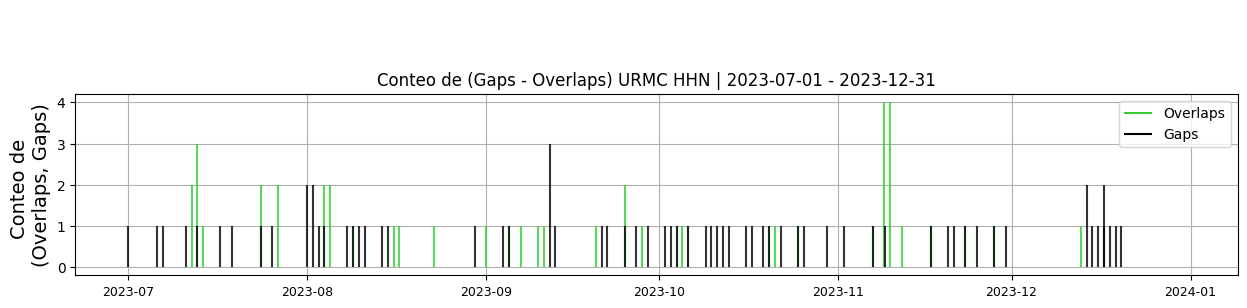 Conteo de (Gaps - Overlaps) URMC HHN | 2023-07-01 - 2023-12-31
Conteo de
(Overlaps, Gaps)
4
3
2
1
0
Overlaps
Gaps
2023-07
2023-08
2023-09
2023-10
2023-11
2023-12
2024-01